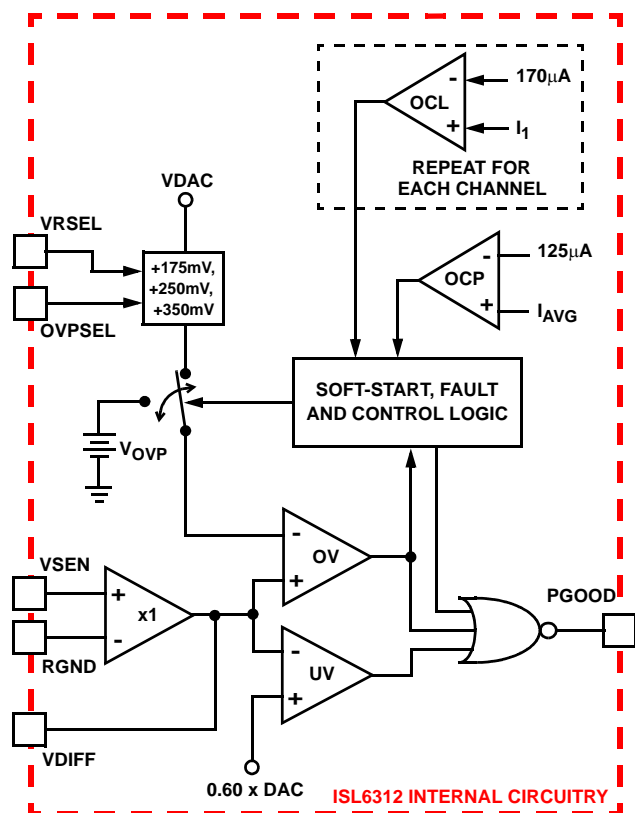 170μA
-
OCL
+
I1
REPEAT FOR
EACH CHANNEL
VDAC
VRSEL
+175mV,
+250mV,
+350mV
OVPSEL
125μA
-
OCP
+
IAVG
SOFT-START, FAULT
AND CONTROL LOGIC
VOVP
-
OV
+
VSEN
+
x1
-
RGND
-
UV
+
PGOOD
VDIFF
0.60 x DAC
ISL6312 INTERNAL CIRCUITRY